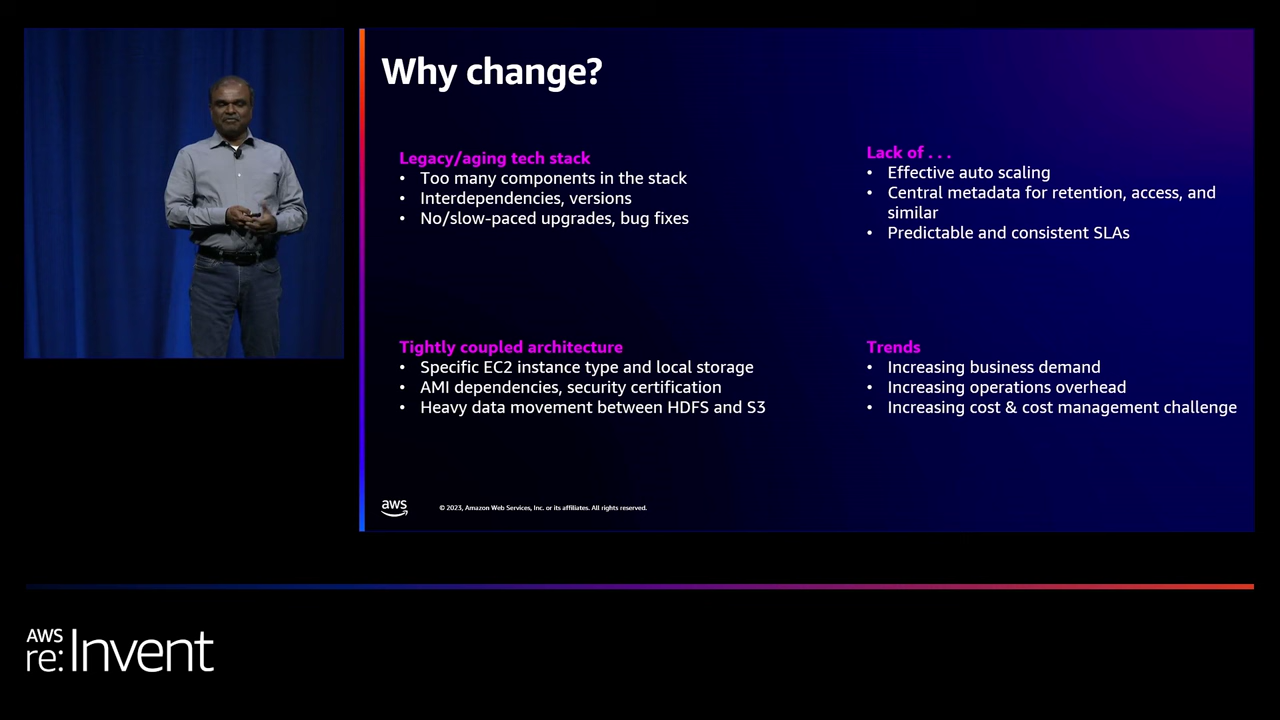 Why change?
Legacy/aging tech stack
• Too many components in the stack
• Interdependencies, versions
• No/slow-paced upgrades, bug fixes
Lack of . . .
• Effective auto scaling
• Central metadata for retention, access, and
similar
• Predictable and consistent SLAs
Tightly coupled architecture
• Specific EC2 instance type and local storage
• AMI dependencies, security certification
• Heavy data movement between HDFS and S3
Trends
• Increasing business demand
• Increasing operations overhead
• Increasing cost & cost management challenge
aws
© 2023, Amazon Web Services, Inc. or its affiliates. All rights reserved.
AWS
re:Invent